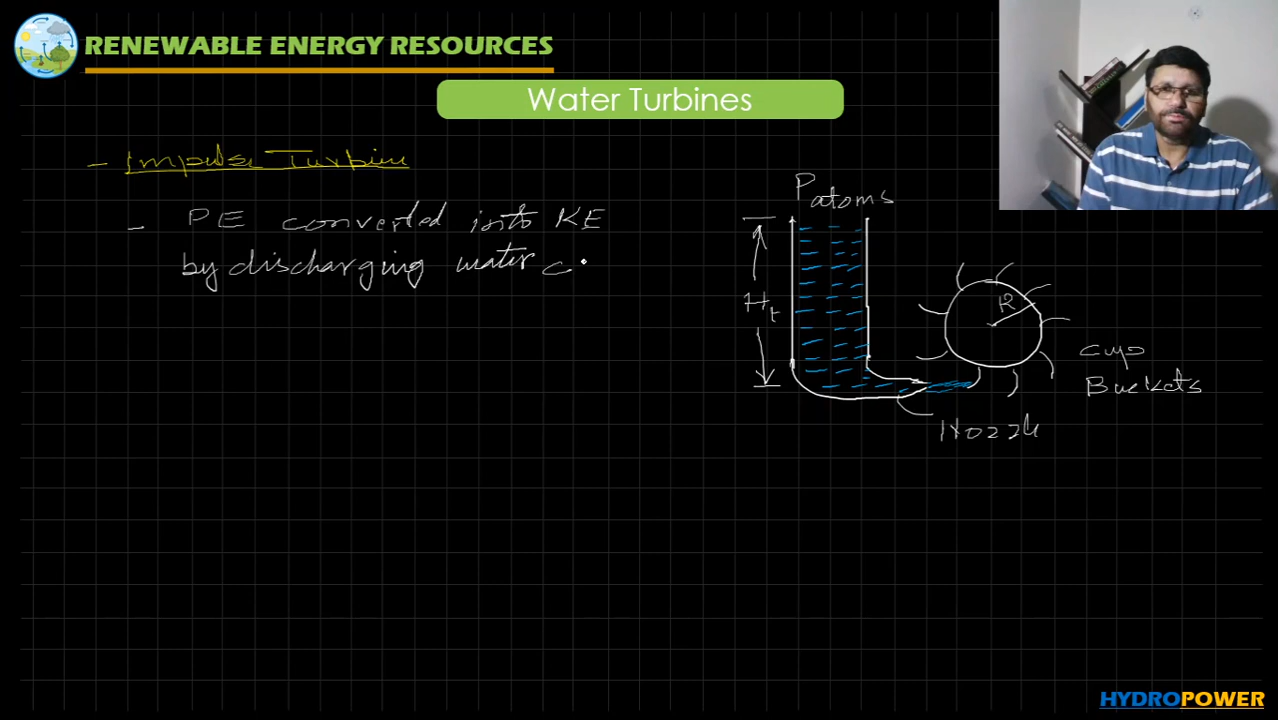 RENEWABLE ENERGY RESOURCES
Water Turbines
- Impulse Turbine
- PE converted into KE
by discharging water c
Patoms
Ht
R
Cup
Buckets
Nozzle
HYDROPOWER